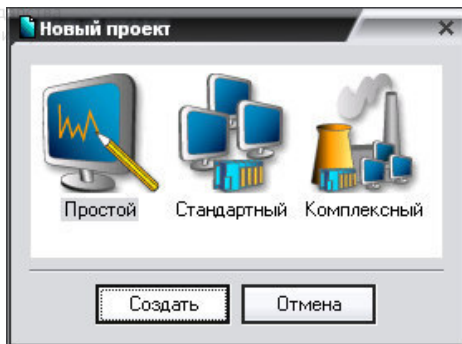 Новый проект
Простой Стандартный Комплексный
Создать Отмена